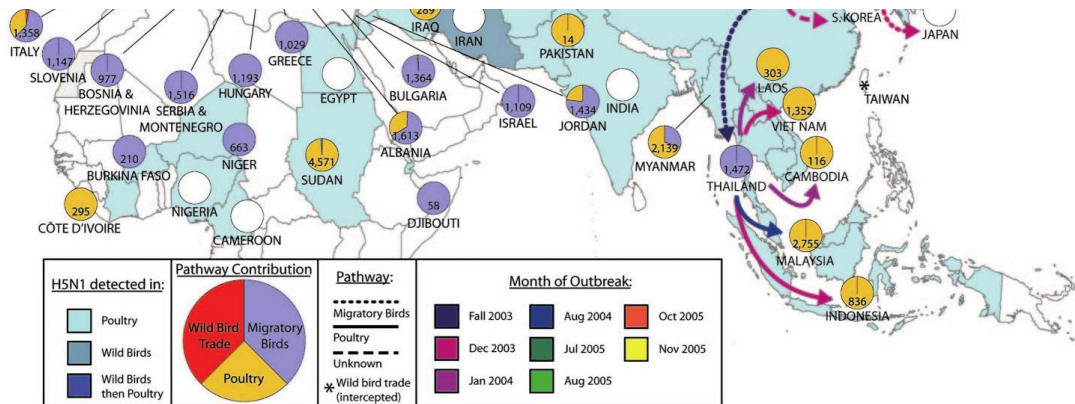 289
IRAQ
IRAN
14
PAKISTAN
S.KOREA
JAPAN
1,358
ITALY
1,147
SLOVENIA
977
BOSNIA &
HERZEGOVINIA
1,516
SERBIA &
MONTENEGRO
1,193
HUNGARY
1,029
GREECE
EGYPT
1,364
BULGARIA
1,109
ISRAEL
1,434
JORDAN
INDIA
303
LAOS
* TAIWAN
1,352
VIET NAM
210
BURKINA FASO
663
NIGER
4,571
SUDAN
1,613
ALBANIA
2,139
MYANMAR
1,472
THAILAND
116
CAMBODIA
295
CÔTE D'IVOIRE
NIGERIA
CAMEROON
58
DJIBOUTI
2,755
MALAYSIA
836
INDONESIA
H5N1 detected in:
Poultry
Wild Birds
Wild Birds
then Poultry
Pathway Contribution
Wild Bird
Trade
Migratory
Birds
Poultry
Pathway:
Migratory Birds
Poultry
Unknown
* Wild bird trade
(intercepted)
Month of Outbreak:
Fall 2003
Aug 2004
Oct 2005
Dec 2003
Jul 2005
Nov 2005
Jan 2004
Aug 2005